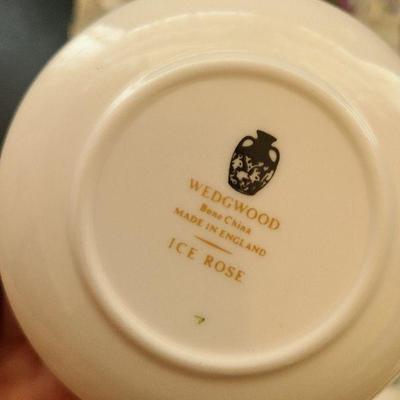 WEDGWOOD
Bone China
MADE IN ENGLAND
ICE ROSE